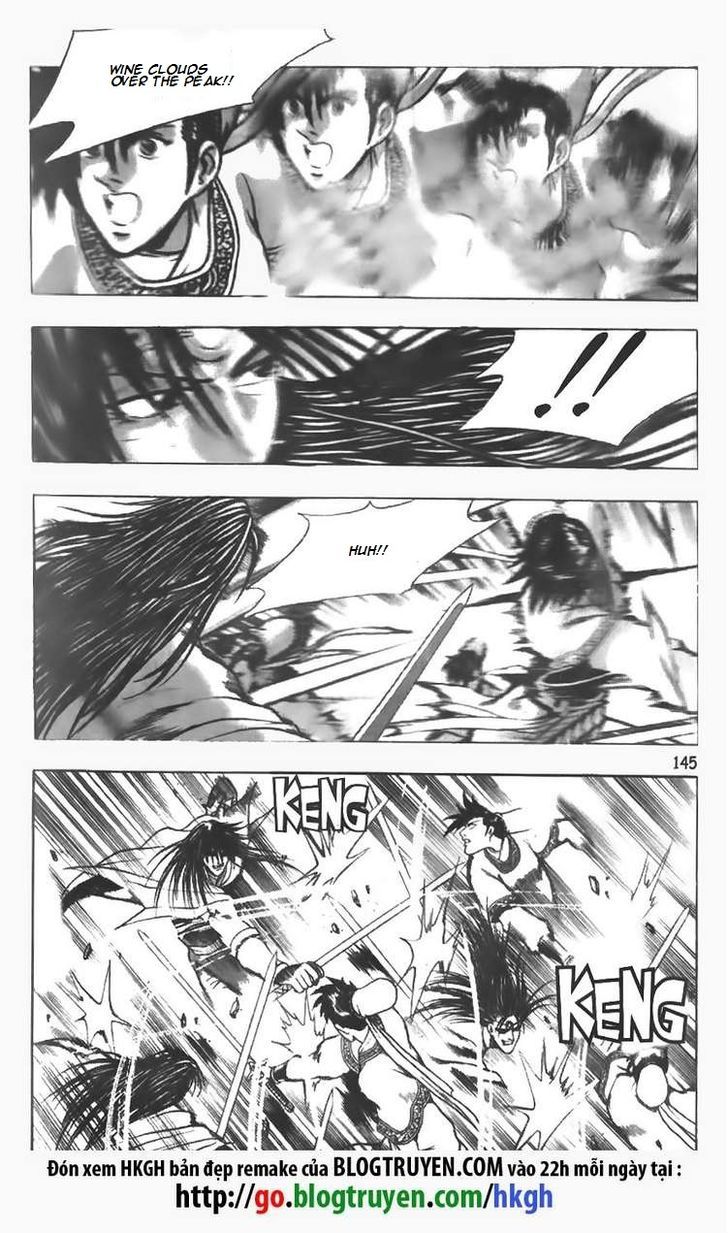 WINE CLOUDS
OVER THE PEAK!!
!!
HUH!!
145
KENG
KENG
Đón xem HKGH bản đẹp remake của BLOGTRUYEN.COM vào 22h mỗi ngày tại :
http://go.blogtruyen.com/hkgh